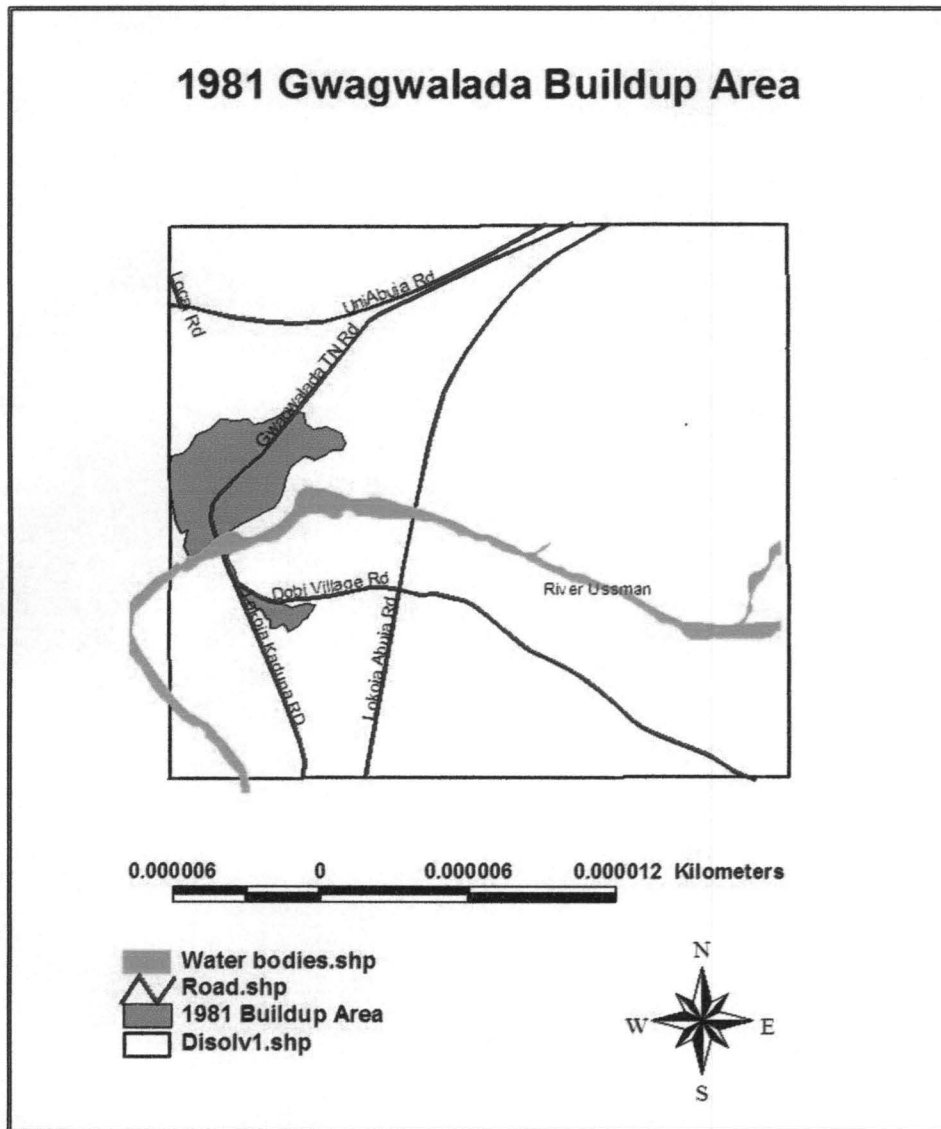 1981 Gwagwalada Buildup Area
Local Rd
UniAbuja Rd
Gwagwalada TN Rd
Dobi Village Rd
River Ussman
Lokoja Kaduna RD
Lokoja Abuja Rd
0.000006 0 0.000006 0.000012 Kilometers
Water bodies.shp
Road.shp
1981 Buildup Area
Disolv1.shp
N
W E
S